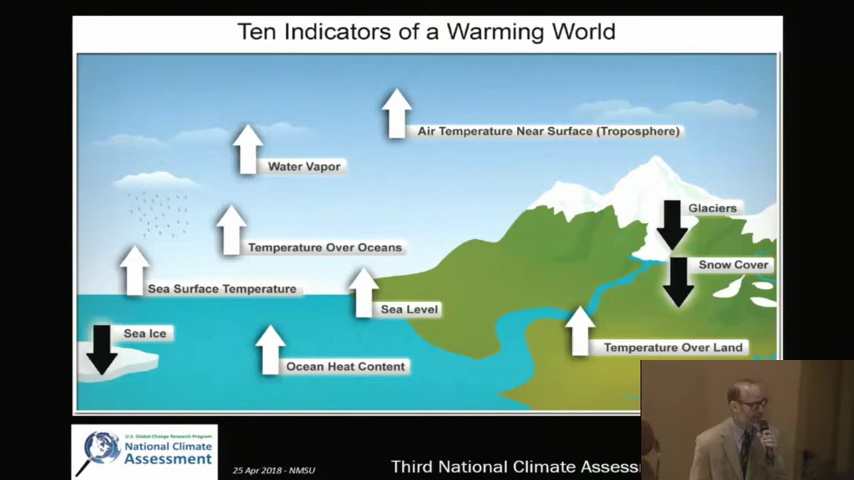 Ten Indicators of a Warming World
Air Temperature Near Surface (Troposphere)
Water Vapor
Glaciers
Temperature Over Oceans
Snow Cover
Sea Surface Temperature
Sea Level
Sea Ice
Temperature Over Land
Ocean Heat Content
U.S. Global Change Research Program
National Climate
Assessment
25 Apr 2018 - NMSU
Third National Climate Assess